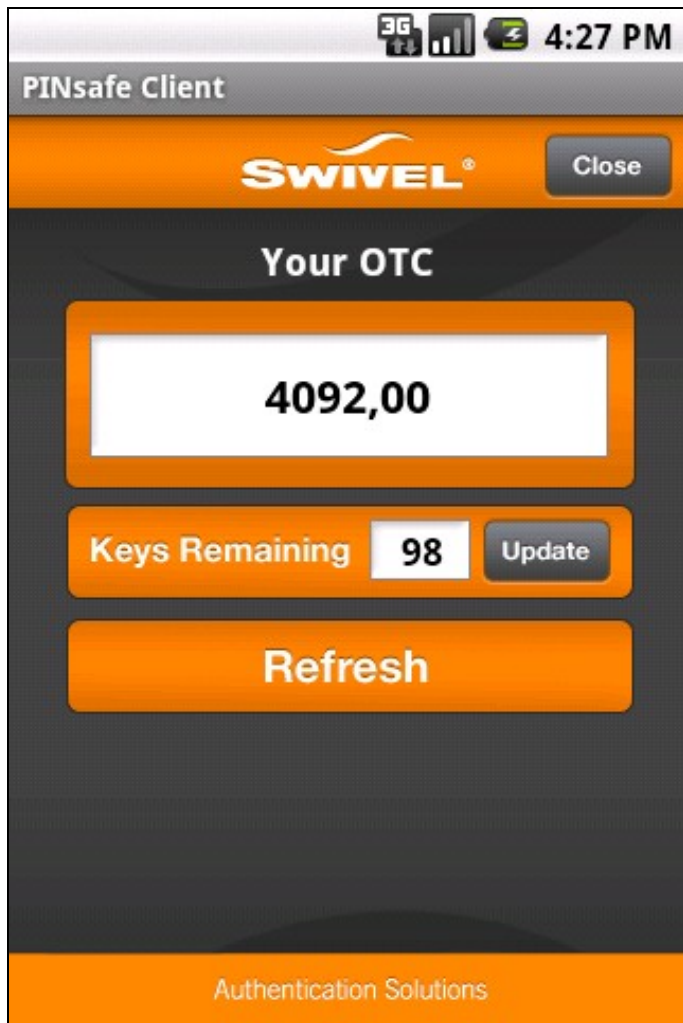 3G 4:27 PM
PINsafe Client
SWIVEL® Close
Your OTC
4092,00
Keys Remaining 98 Update
Refresh
Authentication Solutions